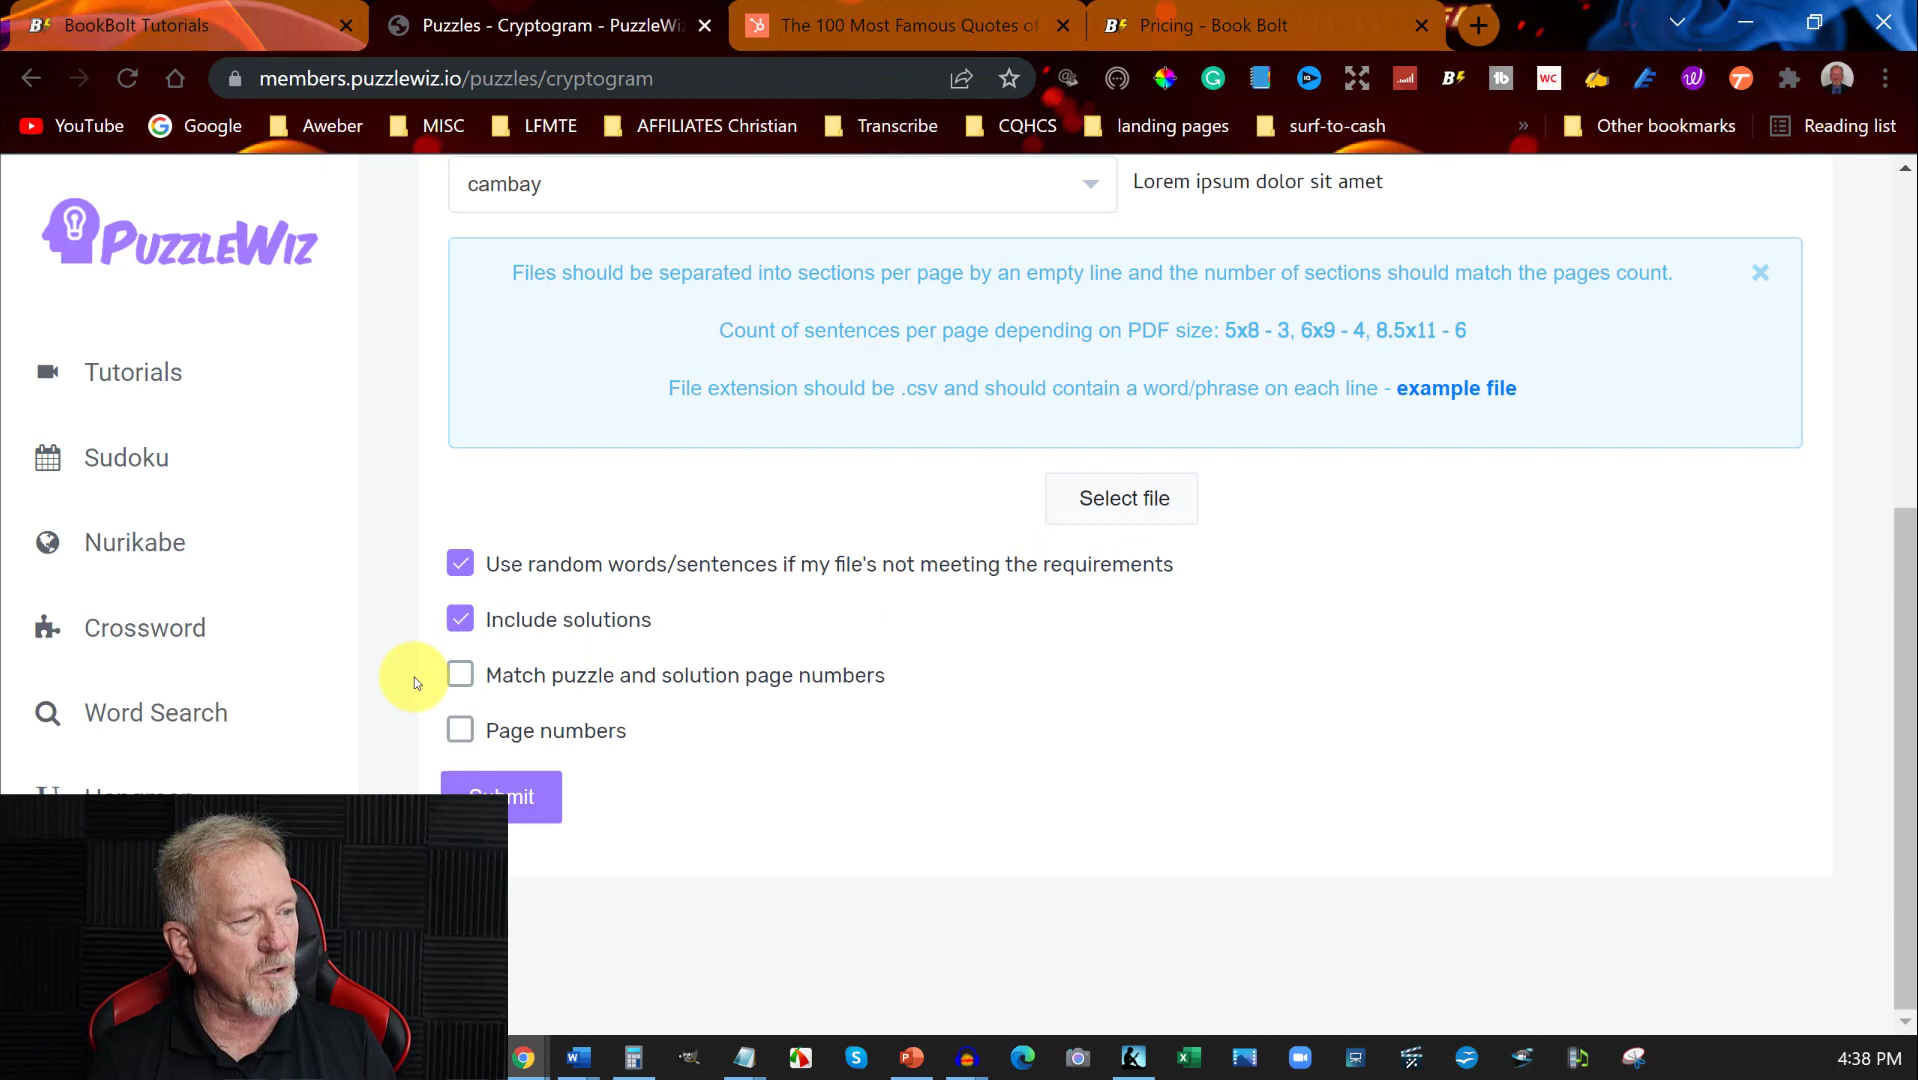 BookBolt Tutorials
Puzzles - Cryptogram - PuzzleWi
The 100 Most Famous Quotes of
Pricing - Book Bolt
members.puzzlewiz.io/puzzles/cryptogram
YouTube
Google
Aweber
MISC
LFMTE
AFFILIATES Christian
Transcribe
CQHCS
landing pages
surf-to-cash
»
Other bookmarks
Reading list
cambay
Lorem ipsum dolor sit amet
PUZZLEWIZ
Files should be separated into sections per page by an empty line and the number of sections should match the pages count.
Count of sentences per page depending on PDF size: 5x8 - 3, 6x9 - 4, 8.5x11 - 6
File extension should be .csv and should contain a word/phrase on each line - example file
Tutorials
Sudoku
Nurikabe
Crossword
Word Search
Select file
Use random words/sentences if my file's not meeting the requirements
Include solutions
Match puzzle and solution page numbers
Page numbers
Submit
4:38 PM